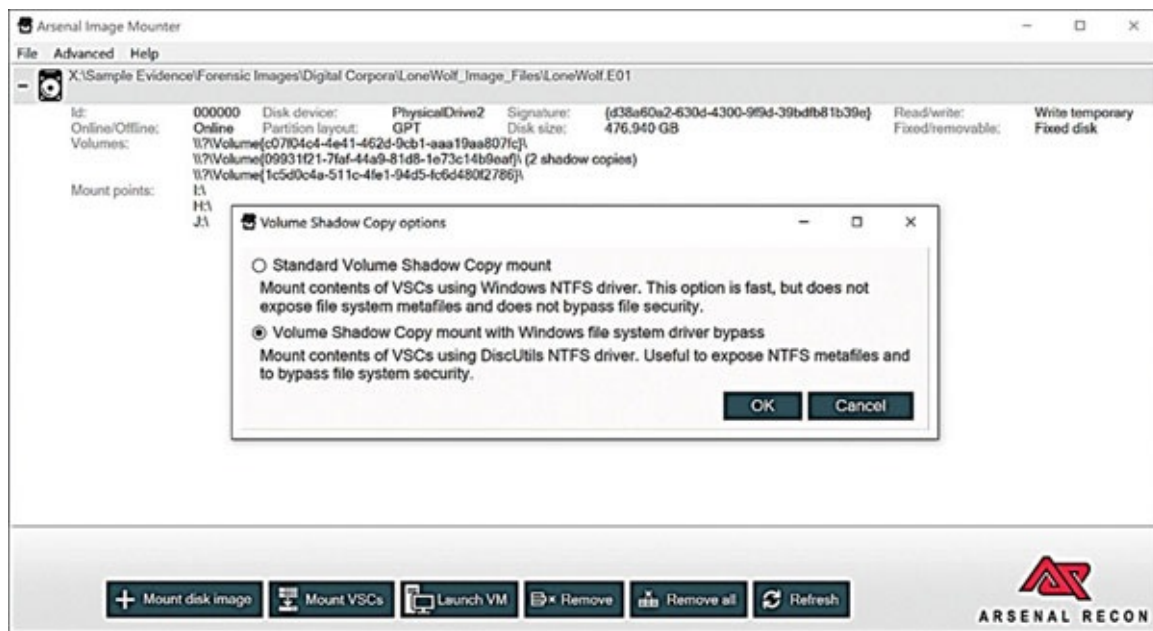 Arsenal Image Mounter
File Advanced Help
X:\Sample Evidence\Forensic Images\Digital Corpora\LoneWolf_Image_Files\LoneWolf.E01
Id: 000000 Disk device: PhysicalDrive2 Signature: {d38a60a2-630d-4300-9f9d-39bdfb81b39e} Read/write: Write temporary
Online/Offline: Online Partition layout: GPT Disk size: 476.940 GB Fixed/removable: Fixed disk
Volumes: \\?\Volume{c07f04c4-4e41-462d-9cb1-aaa19aa807fc}\
\\?\Volume{09931f21-7faf-44a9-81d8-1e73c14b9eaf}\ (2 shadow copies)
\\?\Volume{1c5d0c4a-511c-4fe1-94d5-fc6d480f2786}\
Mount points: I:\
H:\
J:\
Volume Shadow Copy options
Standard Volume Shadow Copy mount
Mount contents of VSCs using Windows NTFS driver. This option is fast, but does not
expose file system metafiles and does not bypass file security.
Volume Shadow Copy mount with Windows file system driver bypass
Mount contents of VSCs using DiscUtils NTFS driver. Useful to expose NTFS metafiles and
to bypass file system security.
OK Cancel
Mount disk image Mount VSCs Launch VM Remove Remove all Refresh
ARSENAL RECON